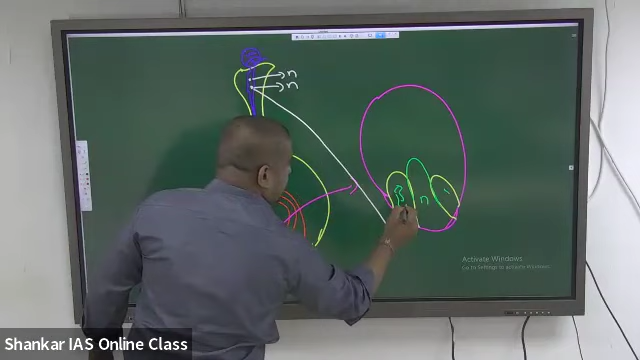 n
n
n
Activate Windows
Go to Settings to activate Windows.
Shankar IAS Online Class